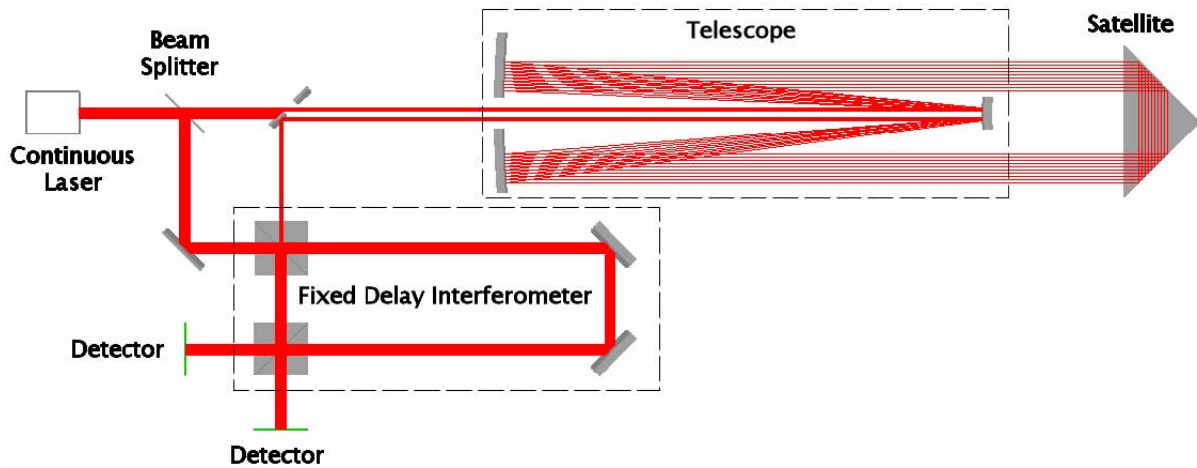 Telescope
Satellite
Beam
Splitter
Continuous
Laser
Fixed Delay Interferometer
Detector
Detector